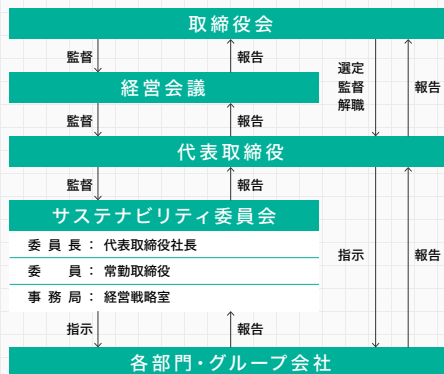 取締役会
監督
報告
選定
監督
解職
報告
経営会議
監督
報告
代表取締役
監督
報告
指示
報告
サステナビリティ委員会
委員長：代表取締役社長
委員：常勤取締役
事務局：経営戦略室
指示
報告
各部門・グループ会社